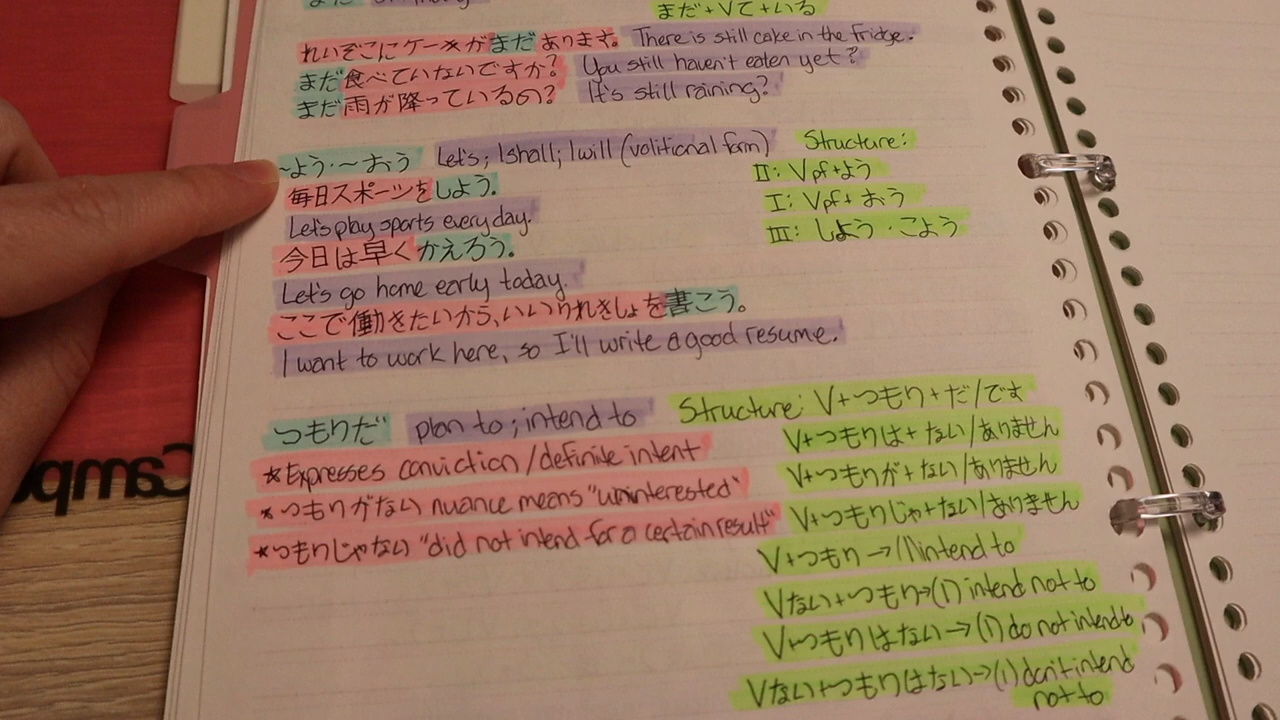 まだ
まだ+Vて+いる
れいぞこにケーキがまだあります。 There is still cake in the fridge.
まだ食べていないですか? You still haven't eaten yet?
まだ雨が降っているの? It's still raining?
~よう・~おう Let's; I shall; I will (volitional form) Structure:
毎日スポーツをしよう。 II: Vpf+よう
Let's play sports everyday. I: Vpf+おう
今日は早くかえろう。 III: しよう・こよう
Let's go home early today.
ここで働きたいから、いいりれきしょを書こう。
I want to work here, so I'll write a good resume.
つもりだ plan to; intend to Structure: V+つもり+だ/です
*Expresses conviction/definite intent V+つもりは+ない/ありません
*つもりがない nuance means "uninterested" V+つもりが+ない/ありません
*つもりじゃない "did not intend for a certain result" V+つもりじゃ+ない/ありません
V+つもり→(I) intend to
Vない+つもり→(I) intend not to
V+つもりはない→(I) do not intend to
Vない+つもりはない→(I) don't intend
not to
Campu